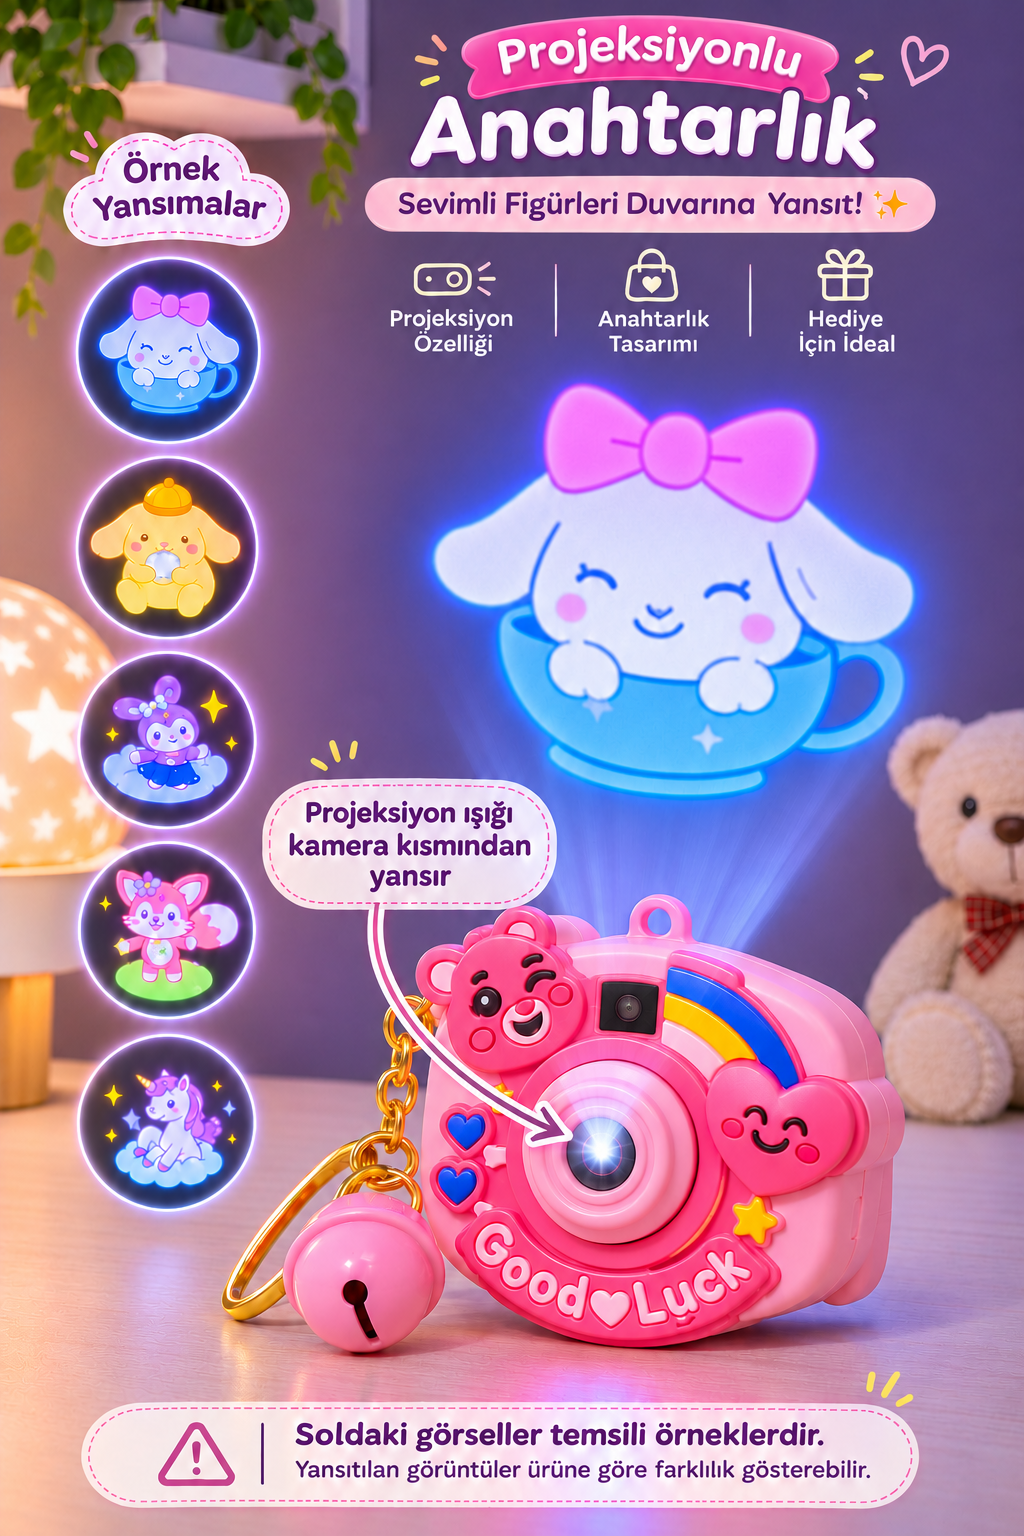 Projeksiyonlu
Anahtarlık
Sevimli Figürleri Duvarına Yansıt!
Projeksiyon
Özelliği
Anahtarlık
Tasarımı
Hediye
İçin İdeal
Örnek
Yansımalar
Projeksiyon ışığı
kamera kısmından
yansır
Good Luck
Soldaki görseller temsili örneklerdir.
Yansıtılan görüntüler ürüne göre farklılık gösterebilir.